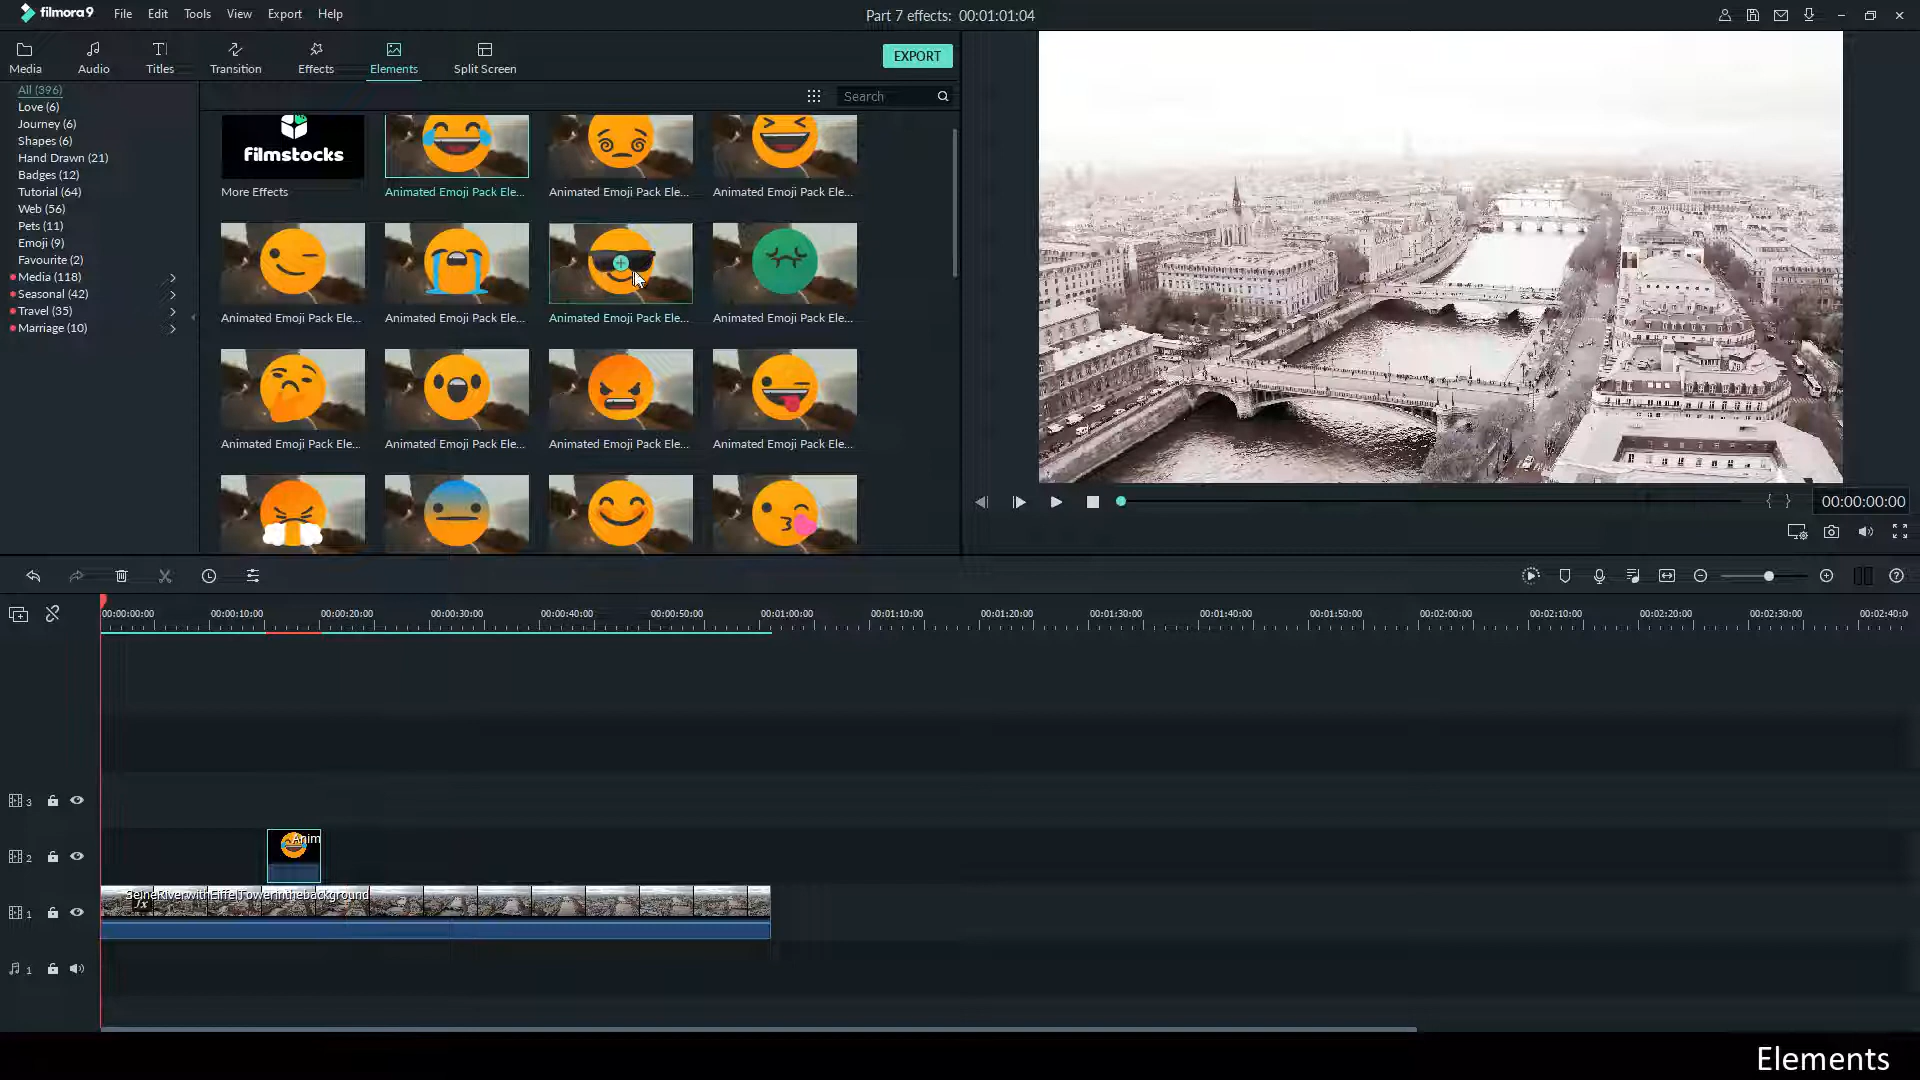 filmora9 File Edit Tools View Export Help Part 7 effects: 00:01:01:04
Media Audio Titles Transition Effects Elements Split Screen EXPORT
Search
All (396)
Love (6)
Journey (6)
Shapes (6)
Hand Drawn (21)
Badges (12)
Tutorial (64)
Web (56)
Pets (11)
Emoji (9)
Favourite (2)
Media (118)
Seasonal (42)
Travel (35)
Marriage (10)
filmstocks
More Effects Animated Emoji Pack Ele... Animated Emoji Pack Ele... Animated Emoji Pack Ele...
Animated Emoji Pack Ele... Animated Emoji Pack Ele... Animated Emoji Pack Ele... Animated Emoji Pack Ele...
Animated Emoji Pack Ele... Animated Emoji Pack Ele... Animated Emoji Pack Ele... Animated Emoji Pack Ele...
{ } 00:00:00:00
00:00:00:00 00:00:10:00 00:00:20:00 00:00:30:00 00:00:40:00 00:00:50:00 00:01:00:00 00:01:10:00 00:01:20:00 00:01:30:00 00:01:40:00 00:01:50:00 00:02:00:00 00:02:10:00 00:02:20:00 00:02:30:00 00:02:40:00
3
2 Anim
1 SeineRiverwithEiffelTowerinthebackground
fx
1
Elements